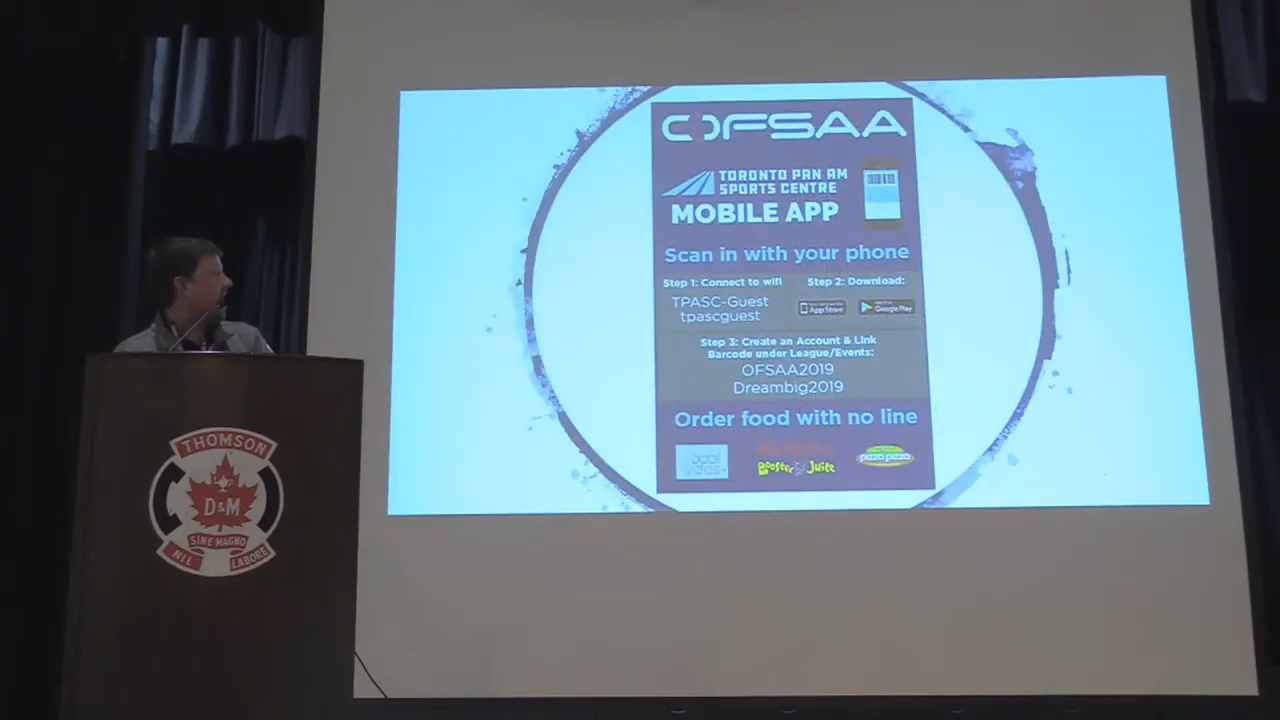 OFSAA
TORONTO PAN AM
SPORTS CENTRE
MOBILE APP
Scan in with your phone
Step 1: Connect to wifi
TPASC-Guest
tpascguest
Step 2: Download:
App Store
Google Play
Step 3: Create an Account & Link
Barcode under League/Events:
OFSAA2019
Dreambig2019
Order food with no line
Booster Juice
pizza pizza
THOMSON
D&M
SINE MAGNO
NIL
LABORE